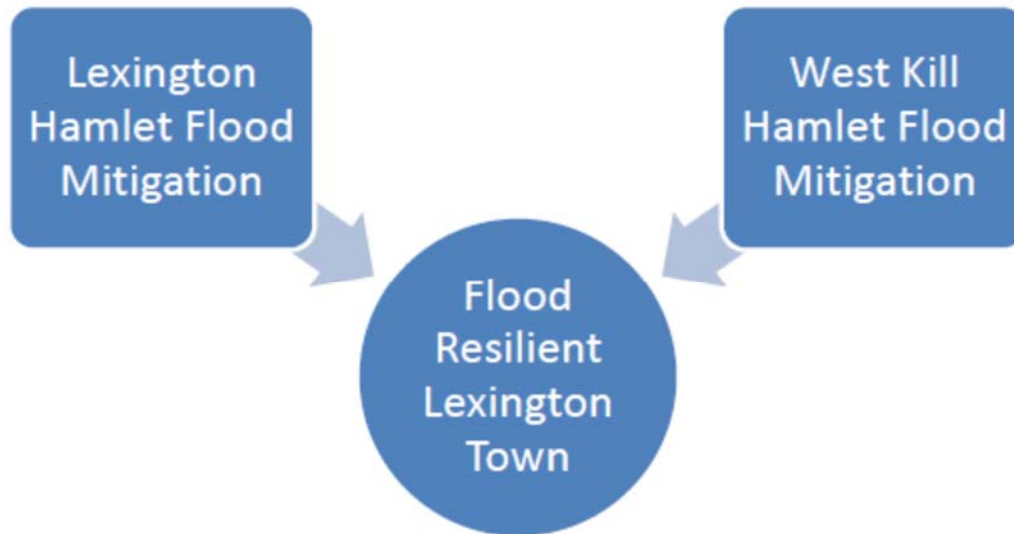 Lexington
Hamlet Flood
Mitigation
West Kill
Hamlet Flood
Mitigation
Flood
Resilient
Lexington
Town